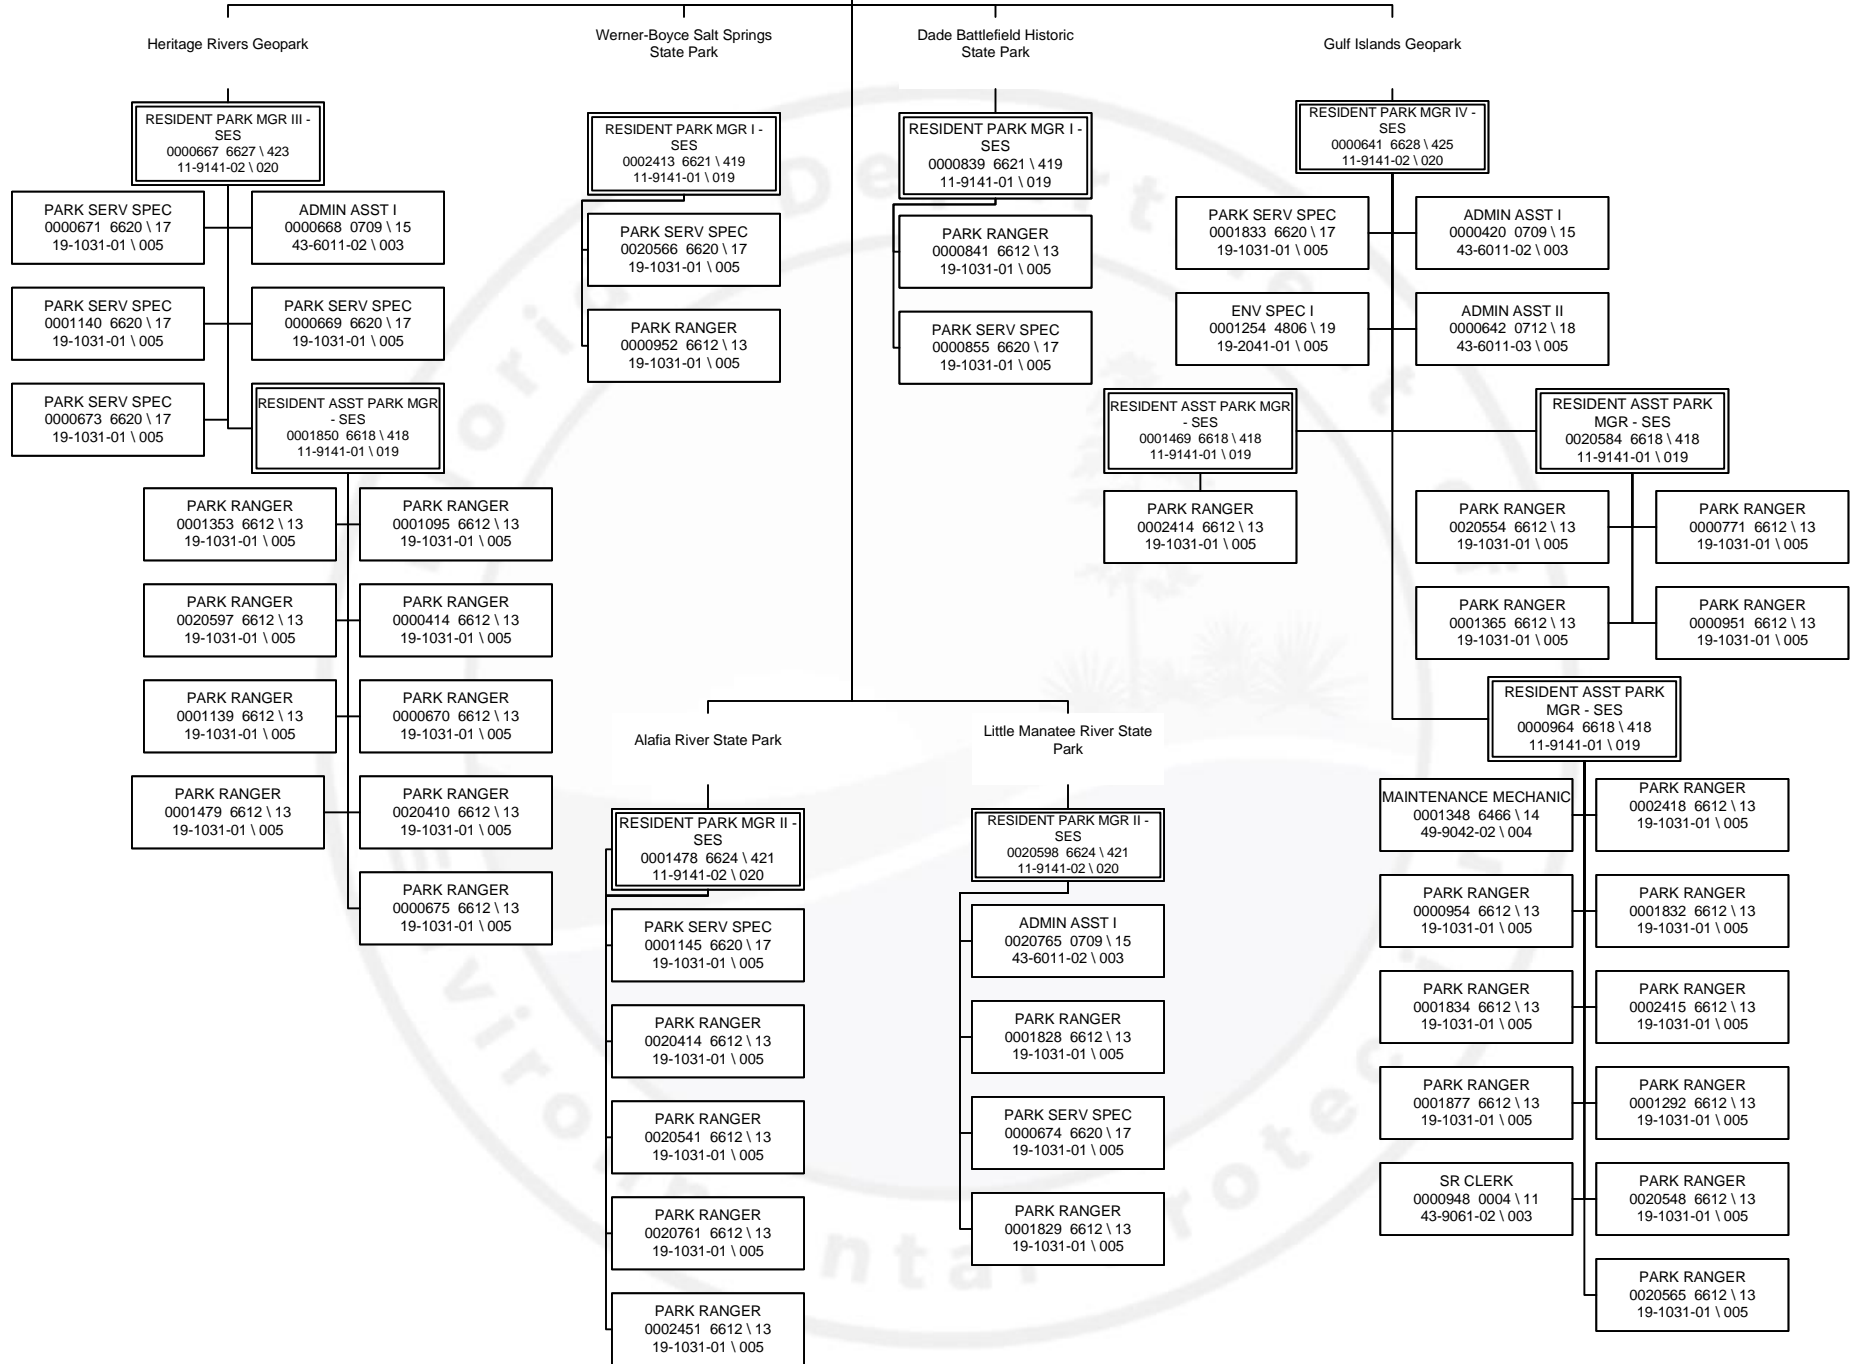 Heritage Rivers Geopark
RESIDENT PARK MGR III -
SES
0000667 6627 \ 423
11-9141-02 \ 020
PARK SERV SPEC
0000671 6620 \ 17
19-1031-01 \ 005
ADMIN ASST I
0000668 0709 \ 15
43-6011-02 \ 003
PARK SERV SPEC
0001140 6620 \ 17
19-1031-01 \ 005
PARK SERV SPEC
0000669 6620 \ 17
19-1031-01 \ 005
PARK SERV SPEC
0000673 6620 \ 17
19-1031-01 \ 005
RESIDENT ASST PARK MGR
- SES
0001850 6618 \ 418
11-9141-01 \ 019
PARK RANGER
0001353 6612 \ 13
19-1031-01 \ 005
PARK RANGER
0001095 6612 \ 13
19-1031-01 \ 005
PARK RANGER
0020597 6612 \ 13
19-1031-01 \ 005
PARK RANGER
0000414 6612 \ 13
19-1031-01 \ 005
PARK RANGER
0001139 6612 \ 13
19-1031-01 \ 005
PARK RANGER
0000670 6612 \ 13
19-1031-01 \ 005
PARK RANGER
0001479 6612 \ 13
19-1031-01 \ 005
PARK RANGER
0020410 6612 \ 13
19-1031-01 \ 005
PARK RANGER
0000675 6612 \ 13
19-1031-01 \ 005
Werner-Boyce Salt Springs
State Park
RESIDENT PARK MGR I -
SES
0002413 6621 \ 419
11-9141-01 \ 019
PARK SERV SPEC
0020566 6620 \ 17
19-1031-01 \ 005
PARK RANGER
0000952 6612 \ 13
19-1031-01 \ 005
Dade Battlefield Historic
State Park
RESIDENT PARK MGR I -
SES
0000839 6621 \ 419
11-9141-01 \ 019
PARK RANGER
0000841 6612 \ 13
19-1031-01 \ 005
PARK SERV SPEC
0000855 6620 \ 17
19-1031-01 \ 005
Gulf Islands Geopark
RESIDENT PARK MGR IV -
SES
0000641 6628 \ 425
11-9141-02 \ 020
PARK SERV SPEC
0001833 6620 \ 17
19-1031-01 \ 005
ADMIN ASST I
0000420 0709 \ 15
43-6011-02 \ 003
ENV SPEC I
0001254 4806 \ 19
19-2041-01 \ 005
ADMIN ASST II
0000642 0712 \ 18
43-6011-03 \ 005
RESIDENT ASST PARK MGR
- SES
0001469 6618 \ 418
11-9141-01 \ 019
PARK RANGER
0002414 6612 \ 13
19-1031-01 \ 005
RESIDENT ASST PARK
MGR - SES
0020584 6618 \ 418
11-9141-01 \ 019
PARK RANGER
0020554 6612 \ 13
19-1031-01 \ 005
PARK RANGER
0000771 6612 \ 13
19-1031-01 \ 005
PARK RANGER
0001365 6612 \ 13
19-1031-01 \ 005
PARK RANGER
0000951 6612 \ 13
19-1031-01 \ 005
RESIDENT ASST PARK
MGR - SES
0000964 6618 \ 418
11-9141-01 \ 019
MAINTENANCE MECHANIC
0001348 6466 \ 14
49-9042-02 \ 004
PARK RANGER
0002418 6612 \ 13
19-1031-01 \ 005
PARK RANGER
0000954 6612 \ 13
19-1031-01 \ 005
PARK RANGER
0001832 6612 \ 13
19-1031-01 \ 005
PARK RANGER
0001834 6612 \ 13
19-1031-01 \ 005
PARK RANGER
0002415 6612 \ 13
19-1031-01 \ 005
PARK RANGER
0001877 6612 \ 13
19-1031-01 \ 005
PARK RANGER
0001292 6612 \ 13
19-1031-01 \ 005
SR CLERK
0000948 0004 \ 11
43-9061-02 \ 003
PARK RANGER
0020548 6612 \ 13
19-1031-01 \ 005
PARK RANGER
0020565 6612 \ 13
19-1031-01 \ 005
Alafia River State Park
RESIDENT PARK MGR II -
SES
0001478 6624 \ 421
11-9141-02 \ 020
PARK SERV SPEC
0001145 6620 \ 17
19-1031-01 \ 005
PARK RANGER
0020414 6612 \ 13
19-1031-01 \ 005
PARK RANGER
0020541 6612 \ 13
19-1031-01 \ 005
PARK RANGER
0020761 6612 \ 13
19-1031-01 \ 005
PARK RANGER
0002451 6612 \ 13
19-1031-01 \ 005
Little Manatee River State
Park
RESIDENT PARK MGR II -
SES
0020598 6624 \ 421
11-9141-02 \ 020
ADMIN ASST I
0020765 0709 \ 15
43-6011-02 \ 003
PARK RANGER
0001828 6612 \ 13
19-1031-01 \ 005
PARK SERV SPEC
0000674 6620 \ 17
19-1031-01 \ 005
PARK RANGER
0001829 6612 \ 13
19-1031-01 \ 005